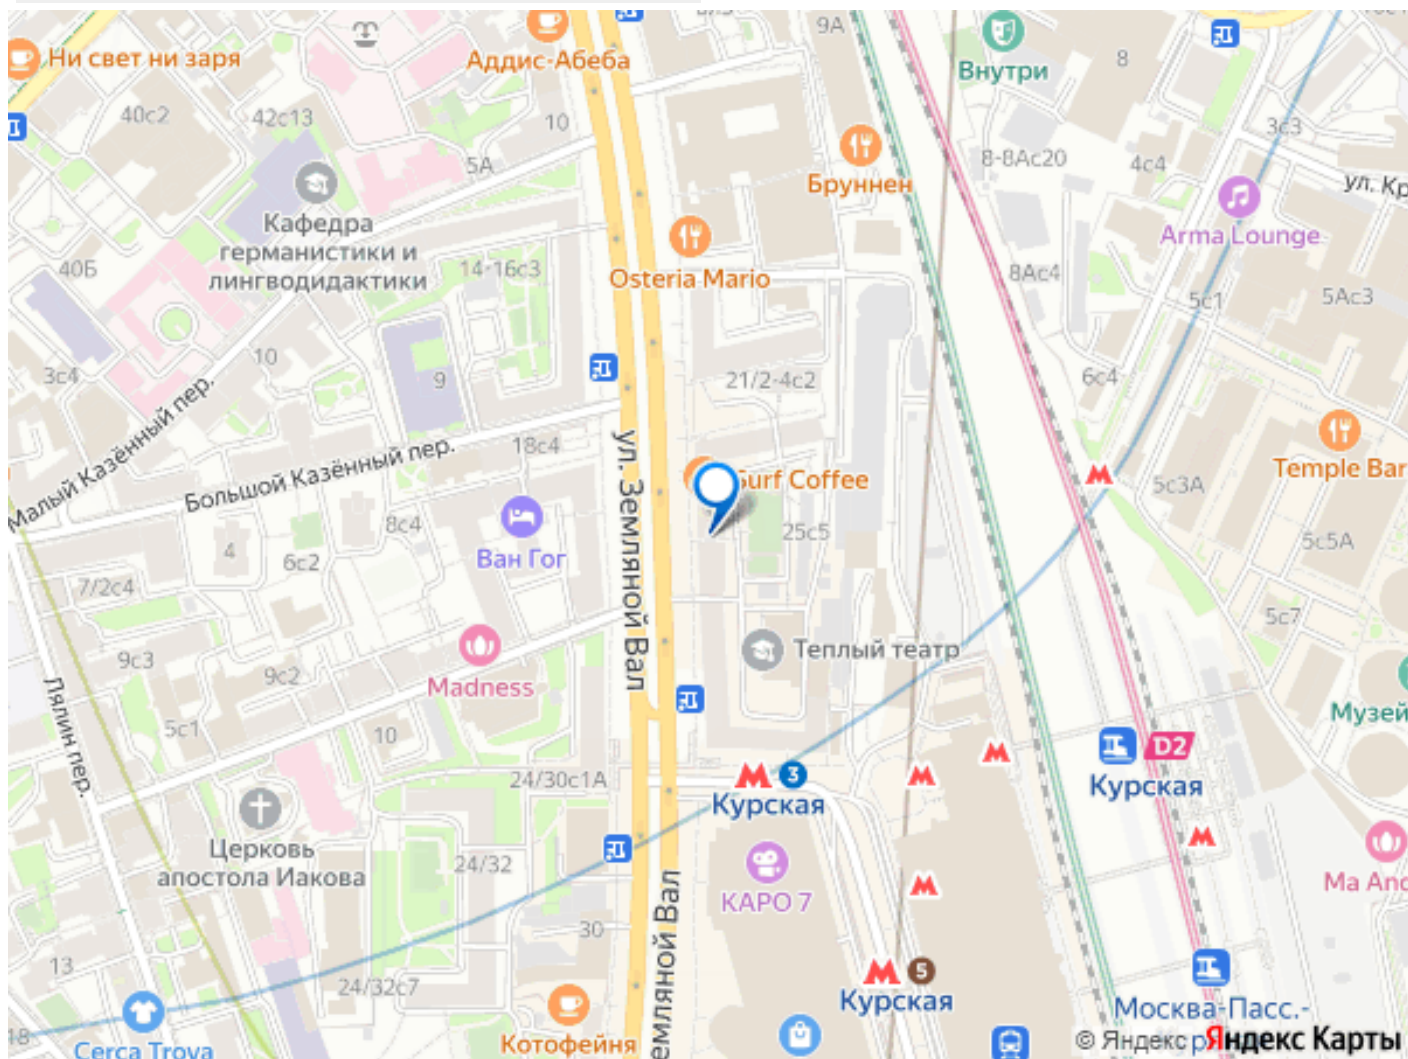 9А
Ни свет ни заря
Аддис-Абеба
Внутри
8
40с2
42с13
10
3с3
5А
8-8Ас20
4с4
Бруннен
ул. Кр
Кафедра
германистики и
лингводидактики
Arma Lounge
40Б
14-16с3
Osteria Mario
8Ас4
5с1
5Ас3
10
3с4
9
21/2-4с2
6с4
Малый Казённый пер.
Большой Казённый пер.
18с4
ул. Земляной Вал
Surf Coffee
Temple Bar
5с3А
8с4
25с5
4
6с2
Ван Гог
5с5А
7/2с4
5с7
9с3
9с2
Madness
Теплый театр
Лялин пер.
5с1
10
Музей
D2
Курская
24/30с1А
3
Курская
Церковь
апостола Иакова
24/32
КАРО 7
Ma And
Земляной Вал
30
13
24/32с7
5
Курская
Москва-Пасс.-
18
Cerca Trova
Котофейня
© Яндекс
Яндекс Карты